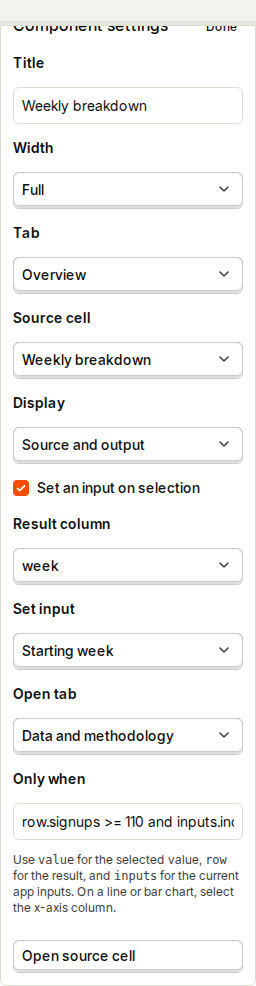 Component settings Done
Title
Weekly breakdown
Width
Full
Tab
Overview
Source cell
Weekly breakdown
Display
Source and output
Set an input on selection
Result column
week
Set input
Starting week
Open tab
Data and methodology
Only when
row.signups >= 110 and inputs.inc
Use value for the selected value, row
for the result, and inputs for the current
app inputs. On a line or bar chart, select
the x-axis column.
Open source cell